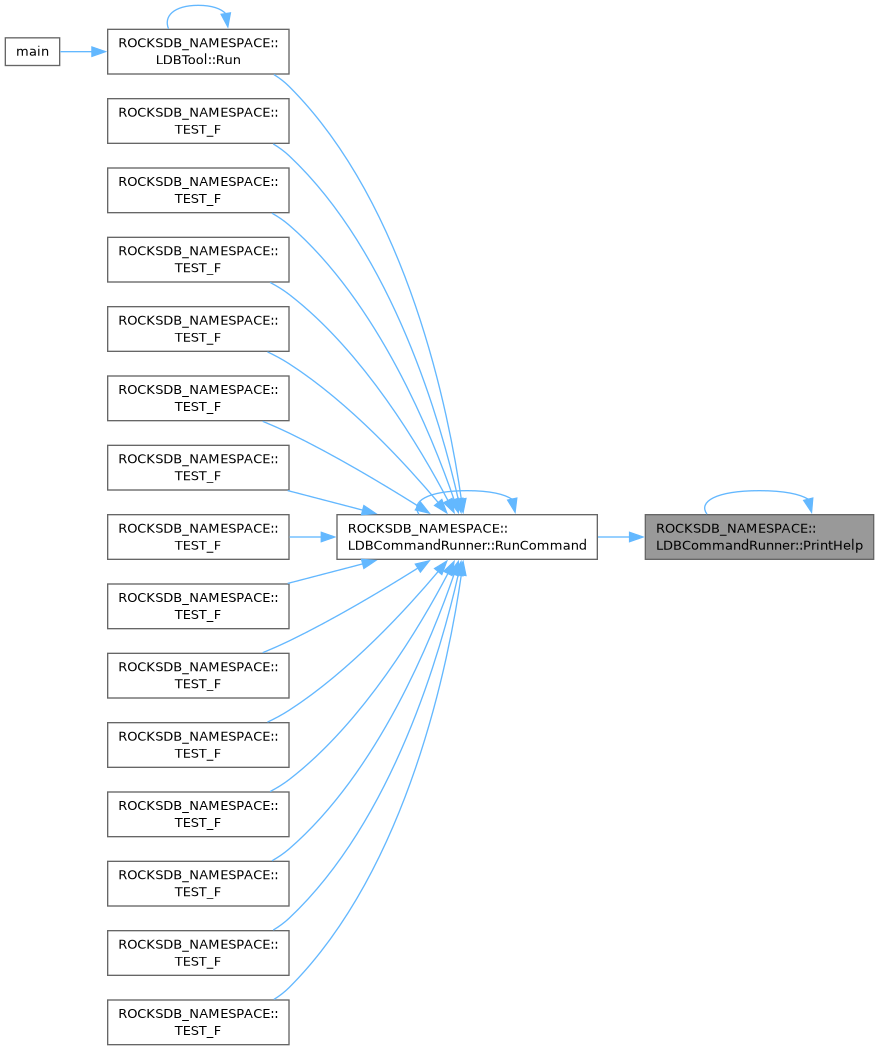 main
ROCKSDB_NAMESPACE::
LDBTool::Run
ROCKSDB_NAMESPACE::
TEST_F
ROCKSDB_NAMESPACE::
TEST_F
ROCKSDB_NAMESPACE::
TEST_F
ROCKSDB_NAMESPACE::
TEST_F
ROCKSDB_NAMESPACE::
TEST_F
ROCKSDB_NAMESPACE::
TEST_F
ROCKSDB_NAMESPACE::
TEST_F
ROCKSDB_NAMESPACE::
TEST_F
ROCKSDB_NAMESPACE::
TEST_F
ROCKSDB_NAMESPACE::
TEST_F
ROCKSDB_NAMESPACE::
TEST_F
ROCKSDB_NAMESPACE::
TEST_F
ROCKSDB_NAMESPACE::
TEST_F
ROCKSDB_NAMESPACE::
TEST_F
ROCKSDB_NAMESPACE::
LDBCommandRunner::RunCommand
ROCKSDB_NAMESPACE::
LDBCommandRunner::PrintHelp